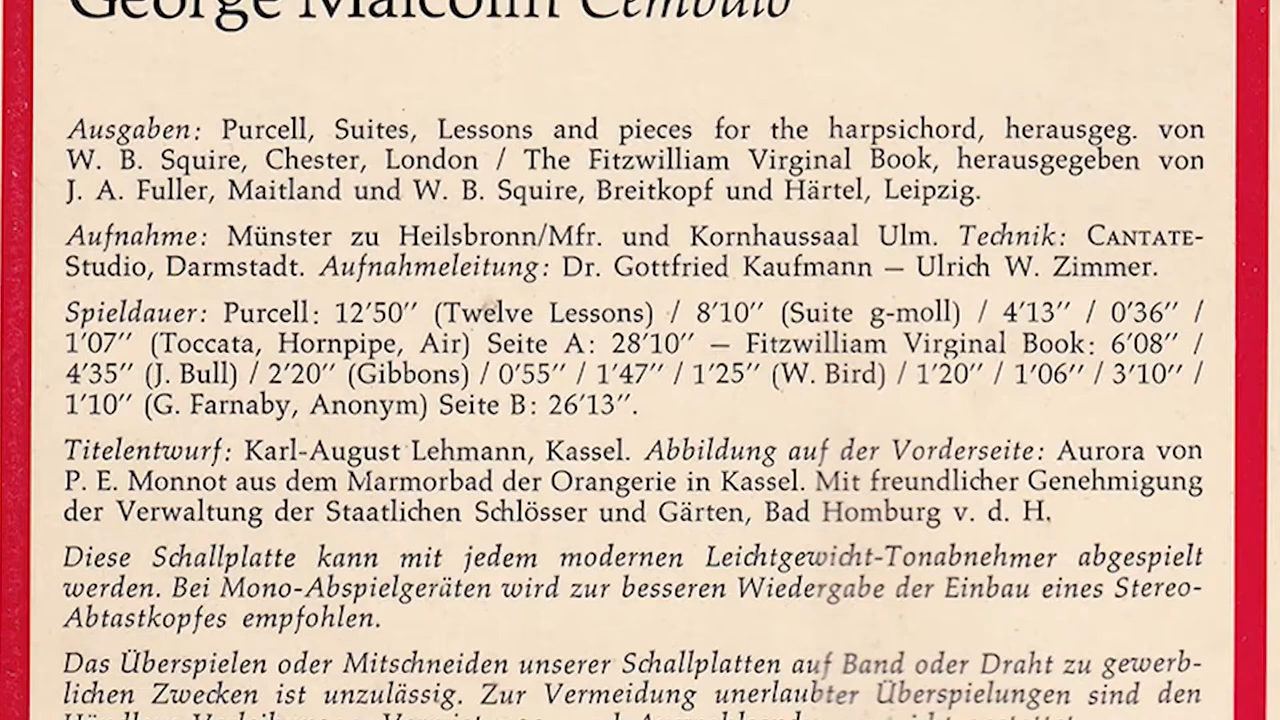 George Malcolm Cembalo
Ausgaben: Purcell, Suites, Lessons and pieces for the harpsichord, herausgeg. von
W. B. Squire, Chester, London / The Fitzwilliam Virginal Book, herausgegeben von
J. A. Fuller, Maitland und W. B. Squire, Breitkopf und Härtel, Leipzig.
Aufnahme: Münster zu Heilsbronn/Mfr. und Kornhaussaal Ulm. Technik: CANTATE-
Studio, Darmstadt. Aufnahmeleitung: Dr. Gottfried Kaufmann – Ulrich W. Zimmer.
Spieldauer: Purcell: 12′50″ (Twelve Lessons) / 8′10″ (Suite g-moll) / 4′13″ / 0′36″ /
1′07″ (Toccata, Hornpipe, Air) Seite A: 28′10″ – Fitzwilliam Virginal Book: 6′08″ /
4′35″ (J. Bull) / 2′20″ (Gibbons) / 0′55″ / 1′47″ / 1′25″ (W. Bird) / 1′20″ / 1′06″ / 3′10″ /
1′10″ (G. Farnaby, Anonym) Seite B: 26′13″.
Titelentwurf: Karl-August Lehmann, Kassel. Abbildung auf der Vorderseite: Aurora von
P. E. Monnot aus dem Marmorbad der Orangerie in Kassel. Mit freundlicher Genehmigung
der Verwaltung der Staatlichen Schlösser und Gärten, Bad Homburg v. d. H.
Diese Schallplatte kann mit jedem modernen Leichtgewicht-Tonabnehmer abgespielt
werden. Bei Mono-Abspielgeräten wird zur besseren Wiedergabe der Einbau eines Stereo-
Abtastkopfes empfohlen.
Das Überspielen oder Mitschneiden unserer Schallplatten auf Band oder Draht zu gewerb-
lichen Zwecken ist unzulässig. Zur Vermeidung unerlaubter Überspielungen sind den